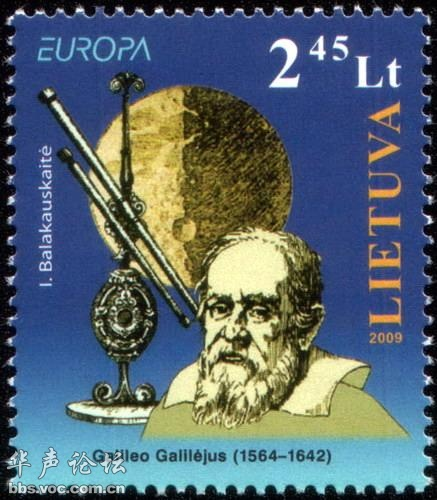 EUROPA
2 45 Lt
I. Balakauskaitė
LIETUVA
2009
Galileo Galilėjus (1564–1642)
华声论坛
bbs.voc.com.cn